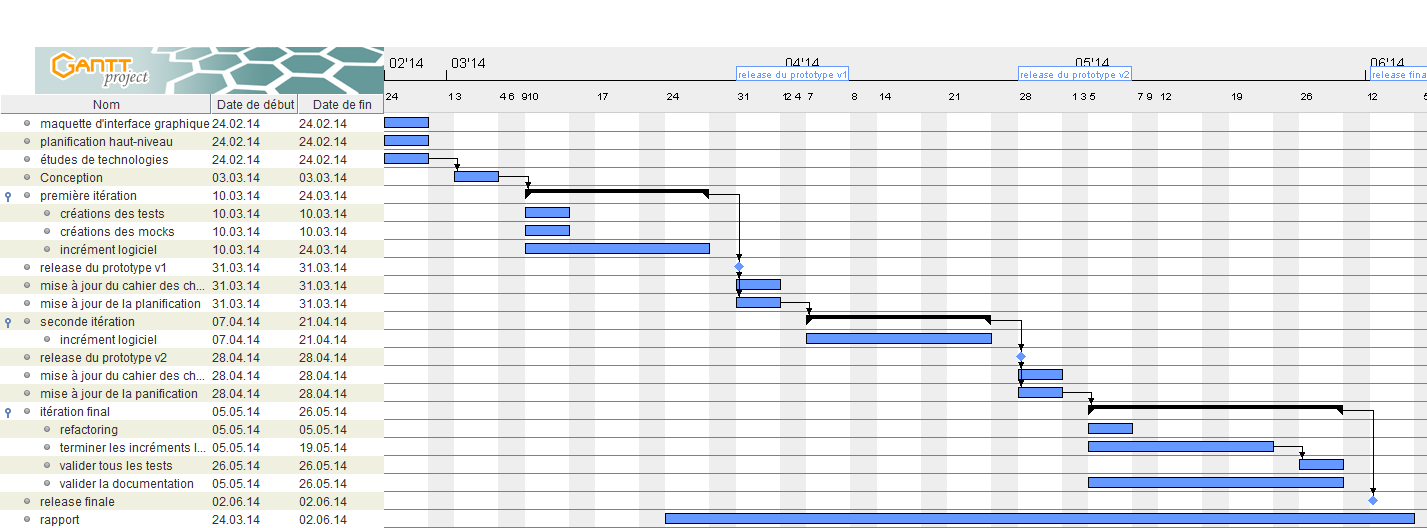 GANTT
project
02'14 03'14 04'14 05'14 06'14
release du prototype v1 release du prototype v2 release fina
Nom Date de début Date de fin
24 1 3 4 6 9 10 17 24 31 1 2 4 7 8 14 21 28 1 3 5 7 9 12 19 26 1 2 5
maquette d'interface graphique 24.02.14 24.02.14
planification haut-niveau 24.02.14 24.02.14
études de technologies 24.02.14 24.02.14
Conception 03.03.14 03.03.14
première itération 10.03.14 24.03.14
créations des tests 10.03.14 10.03.14
créations des mocks 10.03.14 10.03.14
incrément logiciel 10.03.14 24.03.14
release du prototype v1 31.03.14 31.03.14
mise à jour du cahier des ch... 31.03.14 31.03.14
mise à jour de la planification 31.03.14 31.03.14
seconde itération 07.04.14 21.04.14
incrément logiciel 07.04.14 21.04.14
release du prototype v2 28.04.14 28.04.14
mise à jour du cahier des ch... 28.04.14 28.04.14
mise à jour de la panification 28.04.14 28.04.14
itération final 05.05.14 26.05.14
refactoring 05.05.14 05.05.14
terminer les incréments l... 05.05.14 19.05.14
valider tous les tests 26.05.14 26.05.14
valider la documentation 05.05.14 26.05.14
release finale 02.06.14 02.06.14
rapport 24.03.14 02.06.14